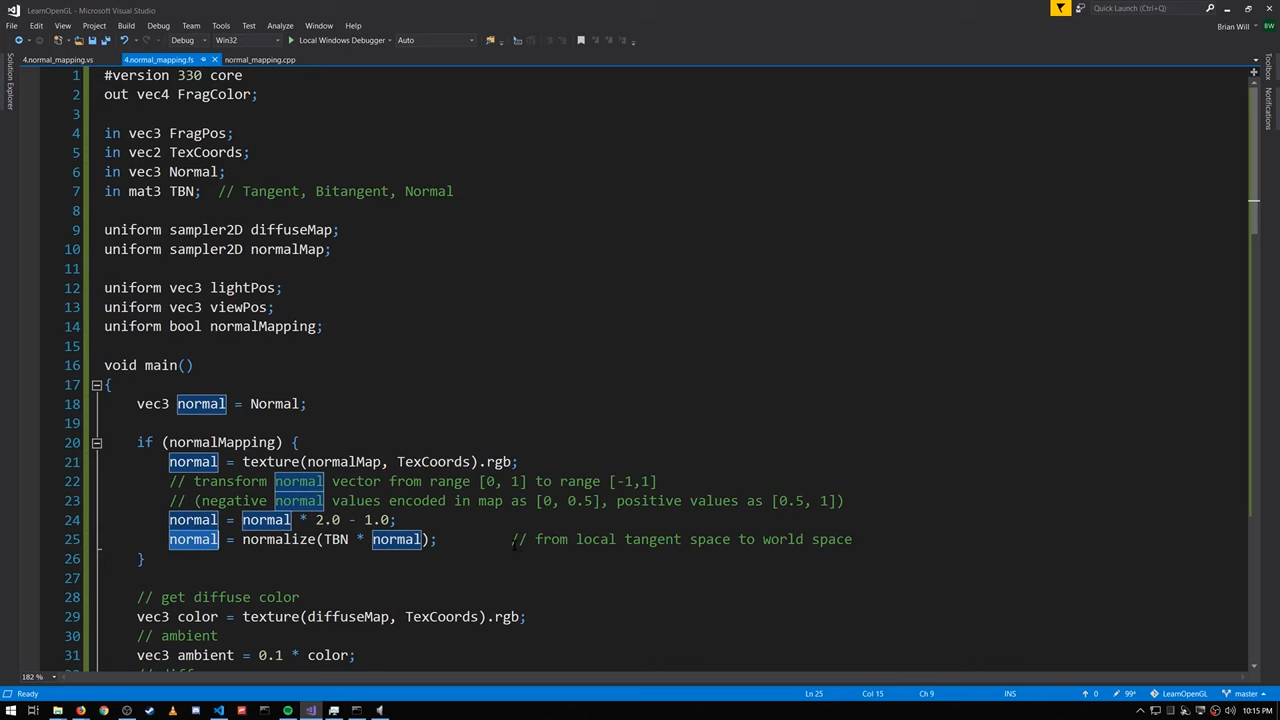 LearnOpenGL - Microsoft Visual Studio
Quick Launch (Ctrl+Q)
File Edit View Project Build Debug Team Tools Test Analyze Window Help
Brian Will
Debug Win32 Local Windows Debugger Auto
4.normal_mapping.vs 4.normal_mapping.fs normal_mapping.cpp
Solution Explorer
Toolbox
Notifications
1 #version 330 core
2 out vec4 FragColor;
3
4 in vec3 FragPos;
5 in vec2 TexCoords;
6 in vec3 Normal;
7 in mat3 TBN; // Tangent, Bitangent, Normal
8
9 uniform sampler2D diffuseMap;
10 uniform sampler2D normalMap;
11
12 uniform vec3 lightPos;
13 uniform vec3 viewPos;
14 uniform bool normalMapping;
15
16 void main()
17 {
18 vec3 normal = Normal;
19
20 if (normalMapping) {
21 normal = texture(normalMap, TexCoords).rgb;
22 // transform normal vector from range [0, 1] to range [-1,1]
23 // (negative normal values encoded in map as [0, 0.5], positive values as [0.5, 1])
24 normal = normal * 2.0 - 1.0;
25 normal = normalize(TBN * normal); // from local tangent space to world space
26 }
27
28 // get diffuse color
29 vec3 color = texture(diffuseMap, TexCoords).rgb;
30 // ambient
31 vec3 ambient = 0.1 * color;
182 %
Ready Ln 25 Col 15 Ch 9 INS 0 99+ LearnOpenGL master
10:15 PM